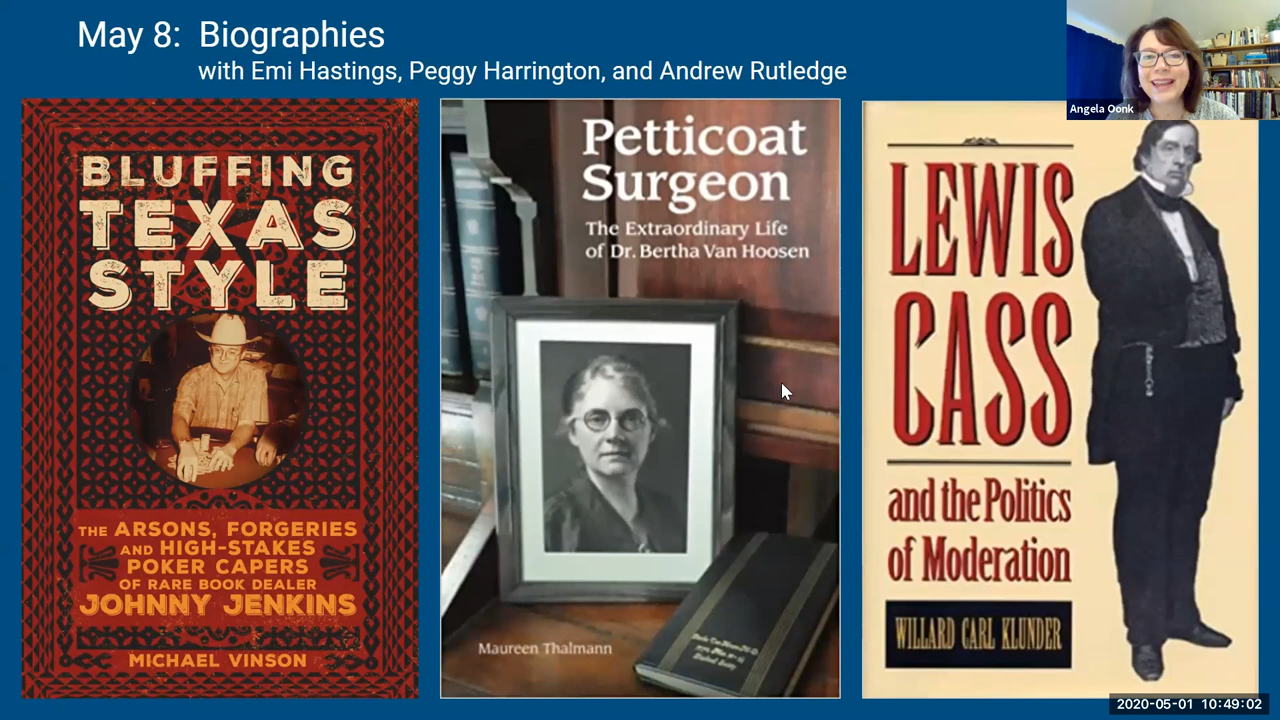 May 8: Biographies
with Emi Hastings, Peggy Harrington, and Andrew Rutledge
Angela Oonk
BLUFFING
TEXAS
STYLE
THE ARSONS, FORGERIES
AND HIGH-STAKES
POKER CAPERS
OF RARE BOOK DEALER
JOHNNY JENKINS
MICHAEL VINSON
Petticoat
Surgeon
The Extraordinary Life
of Dr. Bertha Van Hoosen
Maureen Thalmann
LEWIS
CASS
and the Politics
of Moderation
WILLARD CARL KLUNDER
2020-05-01 10:49:02